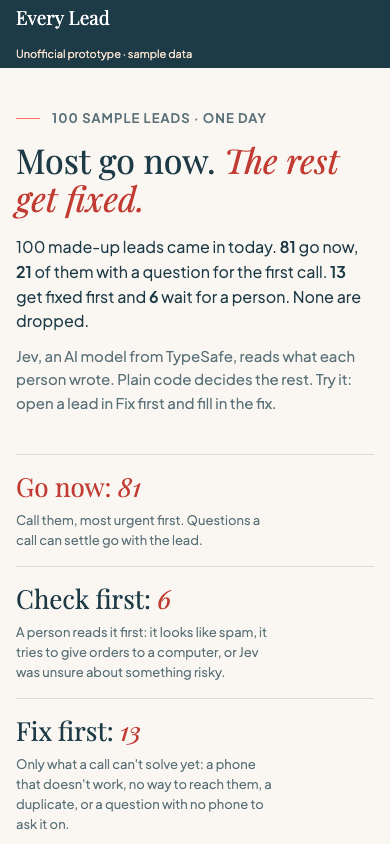 Every Lead
Unofficial prototype · sample data
100 SAMPLE LEADS · ONE DAY
Most go now. The rest
get fixed.
100 made-up leads came in today. 81 go now,
21 of them with a question for the first call. 13
get fixed first and 6 wait for a person. None are
dropped.
Jev, an AI model from TypeSafe, reads what each
person wrote. Plain code decides the rest. Try it:
open a lead in Fix first and fill in the fix.
Go now: 81
Call them, most urgent first. Questions a
call can settle go with the lead.
Check first: 6
A person reads it first: it looks like spam, it
tries to give orders to a computer, or Jev
was unsure about something risky.
Fix first: 13
Only what a call can't solve yet: a phone
that doesn't work, no way to reach them, a
duplicate, or a question with no phone to
ask it on.